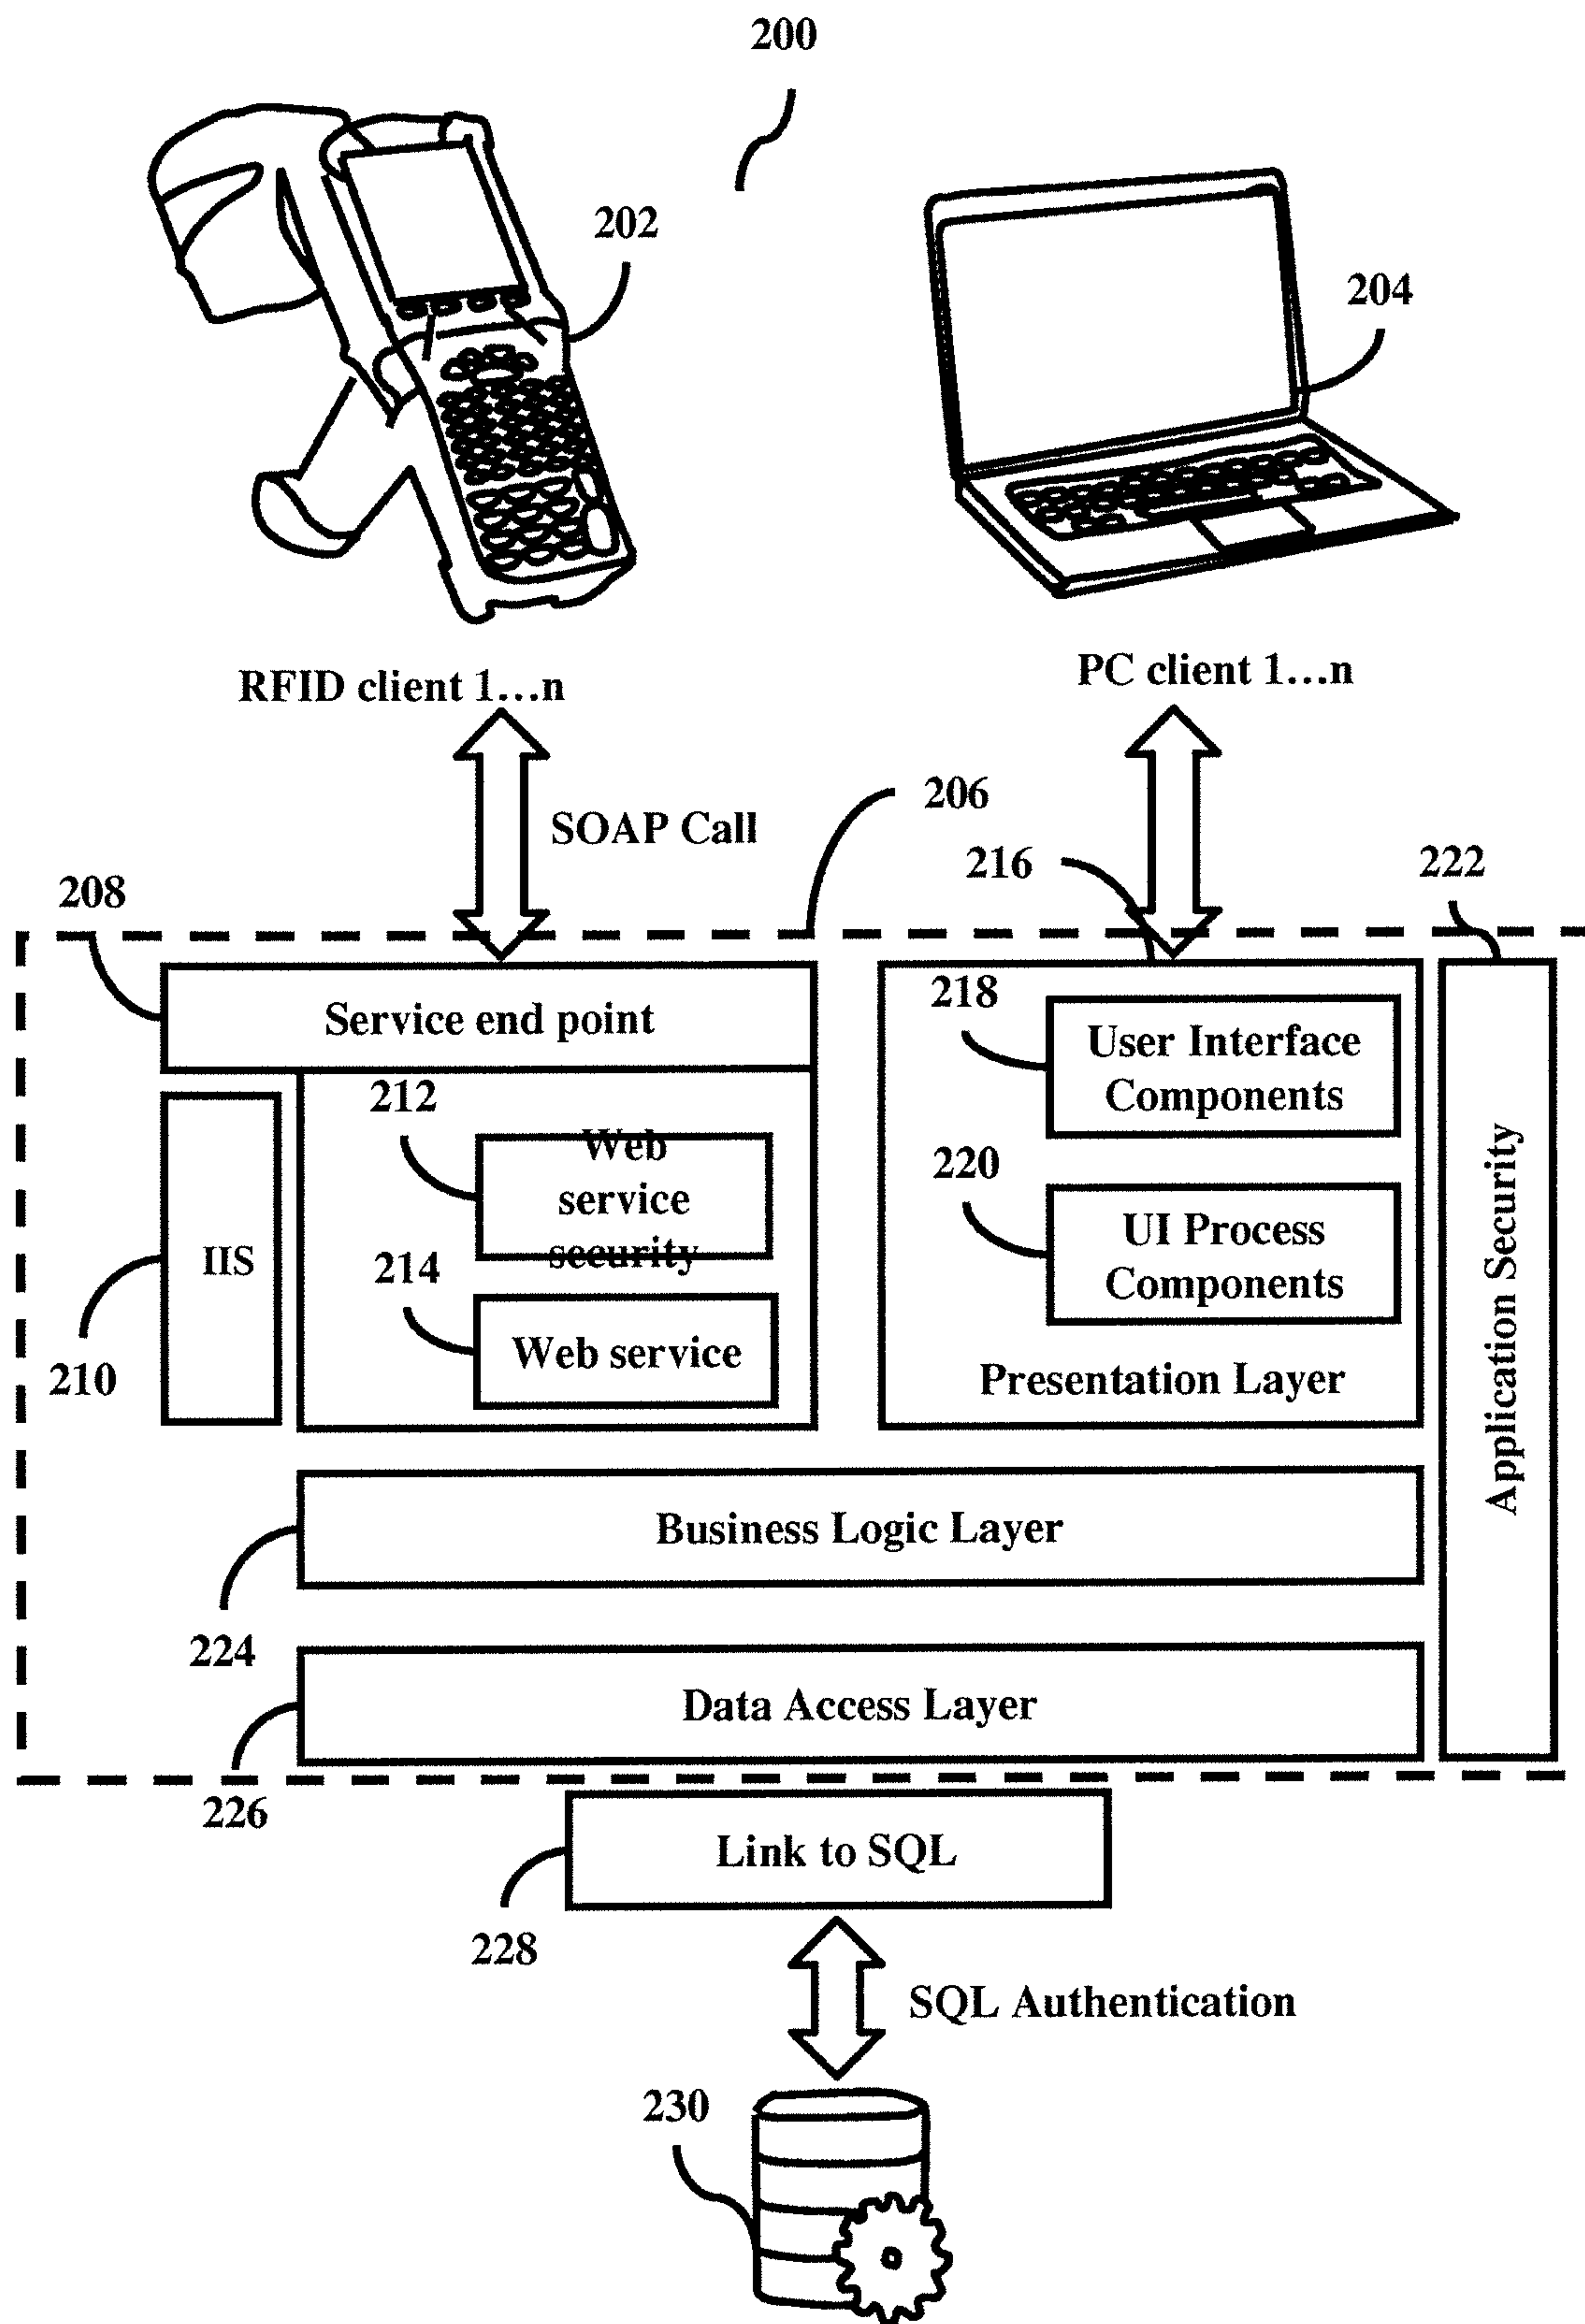 200
202
204
RFID client 1...n
PC client 1...n
206
SOAP Call
216
222
208
Service end point
218
User Interface
Components
212
Web
service
security
220
UI Process
Components
IIS
214
Web service
210
Presentation Layer
Application Security
Business Logic Layer
224
Data Access Layer
226
Link to SQL
228
SQL Authentication
230